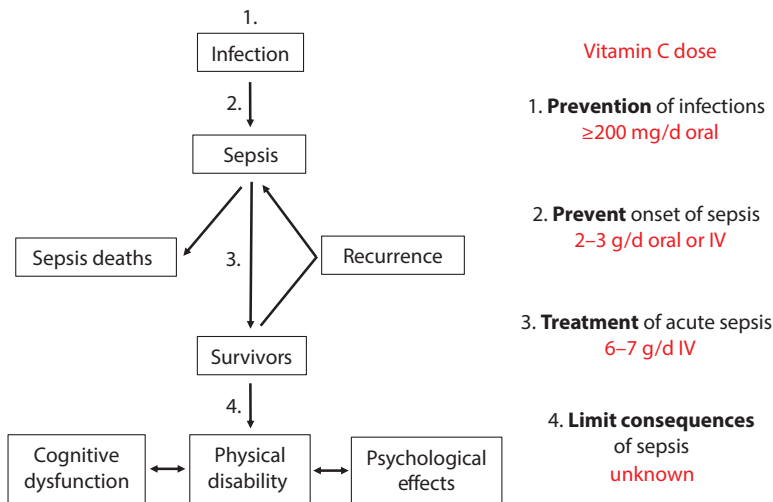 1.
Infection
2.
Sepsis
Sepsis deaths
3.
Recurrence
Survivors
4.
Cognitive
dysfunction
Physical
disability
Psychological
effects
Vitamin C dose
1. Prevention of infections
≥200 mg/d oral
2. Prevent onset of sepsis
2–3 g/d oral or IV
3. Treatment of acute sepsis
6–7 g/d IV
4. Limit consequences
of sepsis
unknown